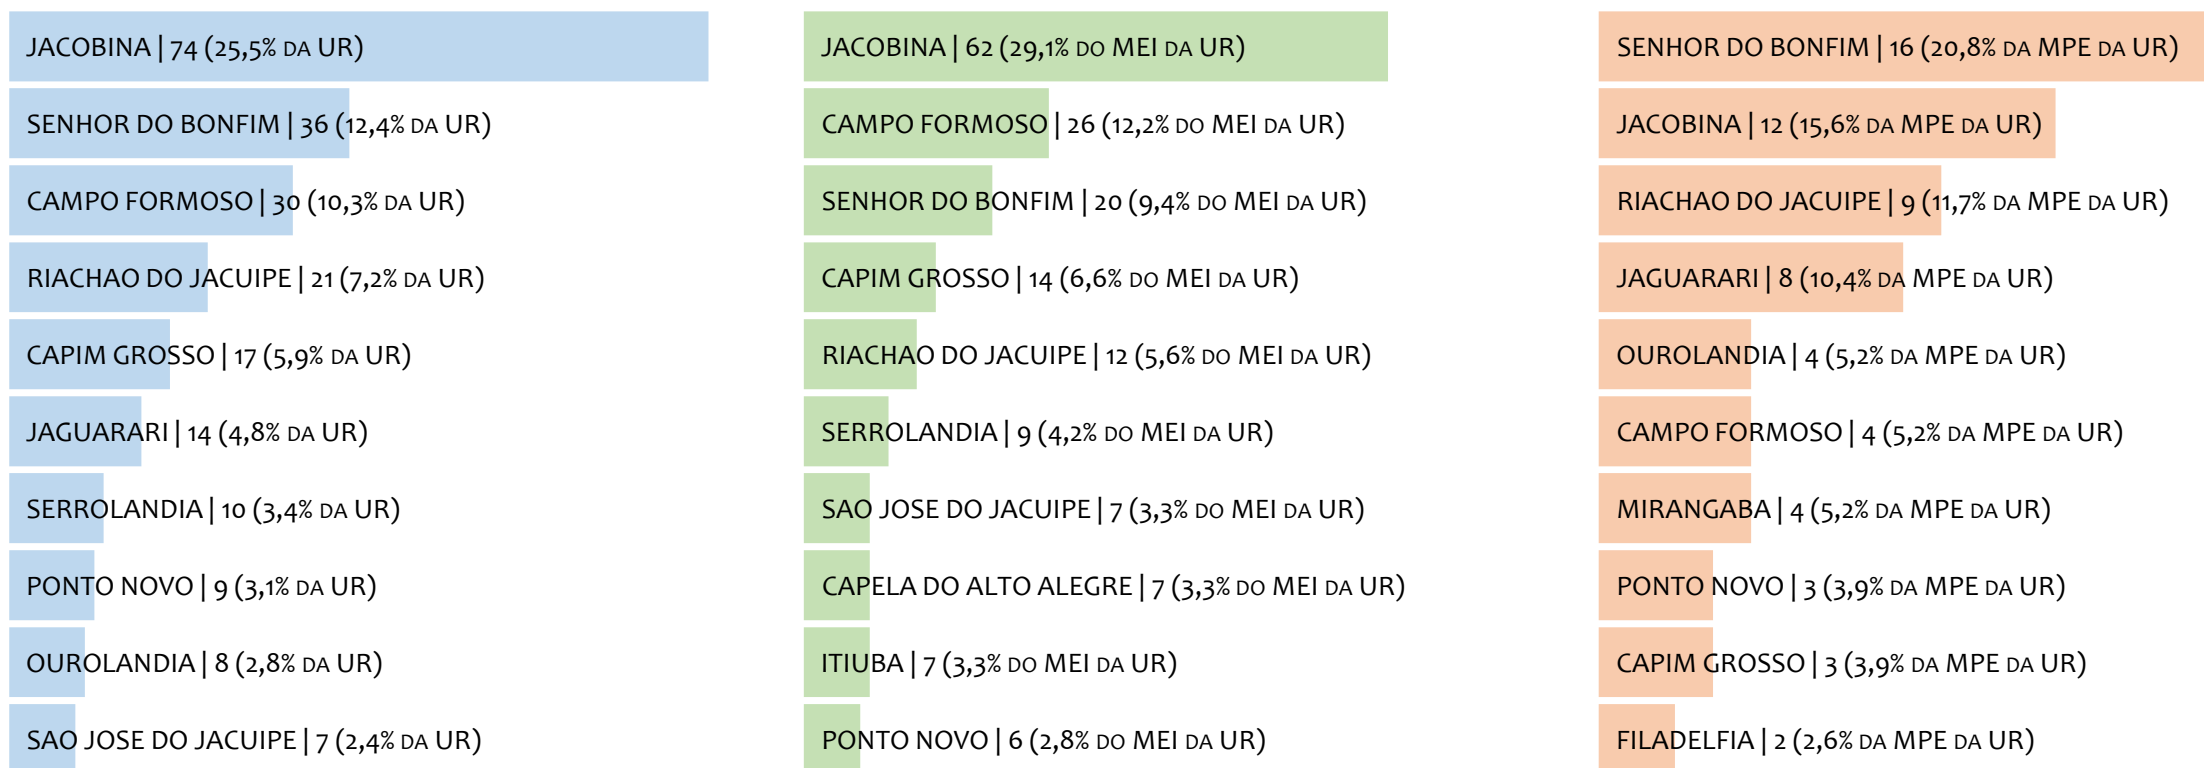 JACOBINA | 74 (25,5% DA UR)
SENHOR DO BONFIM | 36 (12,4% DA UR)
CAMPO FORMOSO | 30 (10,3% DA UR)
RIACHAO DO JACUIPE | 21 (7,2% DA UR)
CAPIM GROSSO | 17 (5,9% DA UR)
JAGUARARI | 14 (4,8% DA UR)
SERROLANDIA | 10 (3,4% DA UR)
PONTO NOVO | 9 (3,1% DA UR)
OUROLANDIA | 8 (2,8% DA UR)
SAO JOSE DO JACUIPE | 7 (2,4% DA UR)
JACOBINA | 62 (29,1% DO MEI DA UR)
CAMPO FORMOSO | 26 (12,2% DO MEI DA UR)
SENHOR DO BONFIM | 20 (9,4% DO MEI DA UR)
CAPIM GROSSO | 14 (6,6% DO MEI DA UR)
RIACHAO DO JACUIPE | 12 (5,6% DO MEI DA UR)
SERROLANDIA | 9 (4,2% DO MEI DA UR)
SAO JOSE DO JACUIPE | 7 (3,3% DO MEI DA UR)
CAPELA DO ALTO ALEGRE | 7 (3,3% DO MEI DA UR)
ITIUBA | 7 (3,3% DO MEI DA UR)
PONTO NOVO | 6 (2,8% DO MEI DA UR)
SENHOR DO BONFIM | 16 (20,8% DA MPE DA UR)
JACOBINA | 12 (15,6% DA MPE DA UR)
RIACHAO DO JACUIPE | 9 (11,7% DA MPE DA UR)
JAGUARARI | 8 (10,4% DA MPE DA UR)
OUROLANDIA | 4 (5,2% DA MPE DA UR)
CAMPO FORMOSO | 4 (5,2% DA MPE DA UR)
MIRANGABA | 4 (5,2% DA MPE DA UR)
PONTO NOVO | 3 (3,9% DA MPE DA UR)
CAPIM GROSSO | 3 (3,9% DA MPE DA UR)
FILADELFIA | 2 (2,6% DA MPE DA UR)